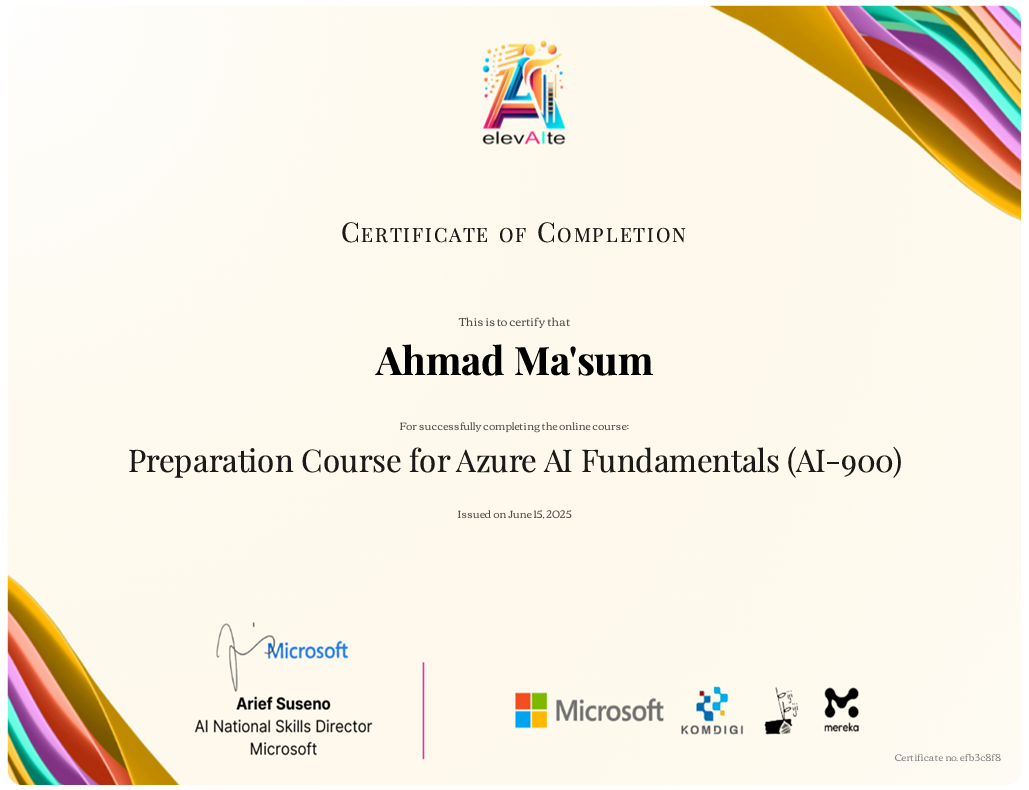 elevAIte
Certificate of Completion
This is to certify that
Ahmad Ma'sum
For successfully completing the online course:
Preparation Course for Azure AI Fundamentals (AI-900)
Issued on June 15, 2025
Microsoft
Arief Suseno
AI National Skills Director
Microsoft
Microsoft
KOMDIGI
mereka
Certificate no. efb3c8f8